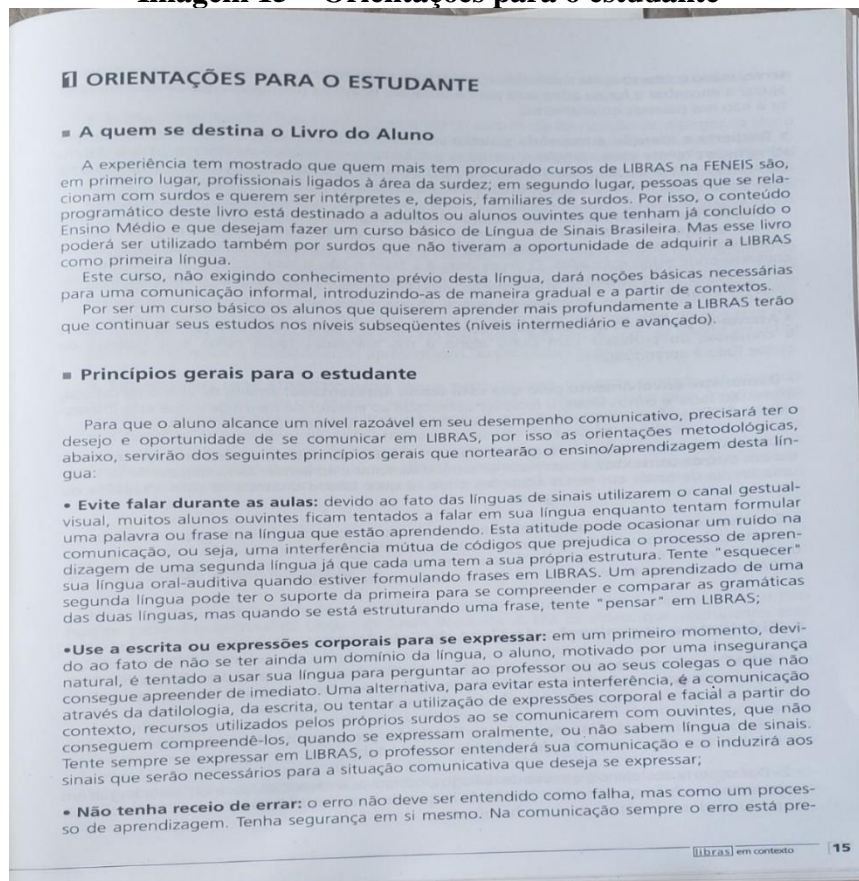 Imagem 15 – Orientações para o estudante
1 ORIENTAÇÕES PARA O ESTUDANTE
A quem se destina o Livro do Aluno
A experiência tem mostrado que quem mais tem procurado cursos de LIBRAS na FENEIS são,
em primeiro lugar, profissionais ligados à área da surdez; em segundo lugar, pessoas que se rela-
cionam com surdos e querem ser intérpretes e, depois, familiares de surdos. Por isso, o conteúdo
programático deste livro está destinado a adultos ou alunos ouvintes que tenham já concluído o
Ensino Médio e que desejam fazer um curso básico de Língua de Sinais Brasileira. Mas esse livro
poderá ser utilizado também por surdos que não tiveram a oportunidade de adquirir a LIBRAS
como primeira língua.
Este curso, não exigindo conhecimento prévio desta língua, dará noções básicas necessárias
para uma comunicação informal, introduzindo-as de maneira gradual e a partir de contextos.
Por ser um curso básico os alunos que quiserem aprender mais profundamente a LIBRAS terão
que continuar seus estudos nos níveis subseqüentes (níveis intermediário e avançado).
Princípios gerais para o estudante
Para que o aluno alcance um nível razoável em seu desempenho comunicativo, precisará ter o
desejo e oportunidade de se comunicar em LIBRAS, por isso as orientações metodológicas,
abaixo, servirão dos seguintes princípios gerais que nortearão o ensino/aprendizagem desta lín-
gua:
• Evite falar durante as aulas: devido ao fato das línguas de sinais utilizarem o canal gestual-
visual, muitos alunos ouvintes ficam tentados a falar em sua língua enquanto tentam formular
uma palavra ou frase na língua que estão aprendendo. Esta atitude pode ocasionar um ruído na
comunicação, ou seja, uma interferência mútua de códigos que prejudica o processo de apren-
dizagem de uma segunda língua já que cada uma tem a sua própria estrutura. Tente "esquecer"
sua língua oral-auditiva quando estiver formulando frases em LIBRAS. Um aprendizado de uma
segunda língua pode ter o suporte da primeira para se compreender e comparar as gramáticas
das duas línguas, mas quando se está estruturando uma frase, tente "pensar" em LIBRAS;
•Use a escrita ou expressões corporais para se expressar: em um primeiro momento, devi-
do ao fato de não se ter ainda um domínio da língua, o aluno, motivado por uma insegurança
natural, é tentado a usar sua língua para perguntar ao professor ou ao seus colegas o que não
consegue apreender de imediato. Uma alternativa, para evitar esta interferência, é a comunicação
através da datilologia, da escrita, ou tentar a utilização de expressões corporal e facial a partir do
contexto, recursos utilizados pelos próprios surdos ao se comunicarem com ouvintes, que não
conseguem compreendê-los, quando se expressam oralmente, ou não sabem língua de sinais.
Tente sempre se expressar em LIBRAS, o professor entenderá sua comunicação e o induzirá aos
sinais que serão necessários para a situação comunicativa que deseja se expressar;
• Não tenha receio de errar: o erro não deve ser entendido como falha, mas como um proces-
so de aprendizagem. Tenha segurança em si mesmo. Na comunicação sempre o erro está pre-
libras em contexto 15